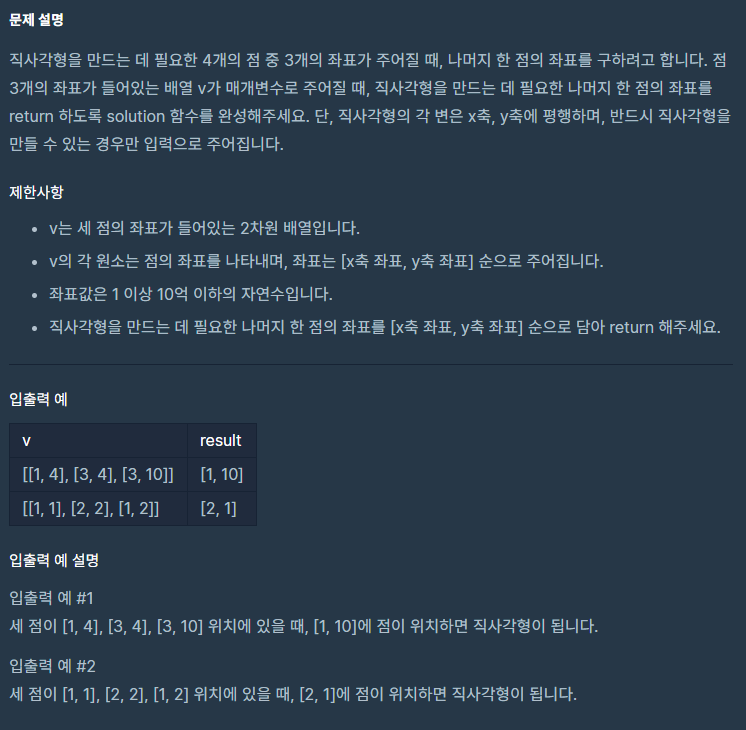 문제 설명
직사각형을 만드는 데 필요한 4개의 점 중 3개의 좌표가 주어질 때, 나머지 한 점의 좌표를 구하려고 합니다. 점
3개의 좌표가 들어있는 배열 v가 매개변수로 주어질 때, 직사각형을 만드는 데 필요한 나머지 한 점의 좌표를
return 하도록 solution 함수를 완성해주세요. 단, 직사각형의 각 변은 x축, y축에 평행하며, 반드시 직사각형을
만들 수 있는 경우만 입력으로 주어집니다.
제한사항
• v는 세 점의 좌표가 들어있는 2차원 배열입니다.
• v의 각 원소는 점의 좌표를 나타내며, 좌표는 [x축 좌표, y축 좌표] 순으로 주어집니다.
• 좌표값은 1 이상 10억 이하의 자연수입니다.
• 직사각형을 만드는 데 필요한 나머지 한 점의 좌표를 [x축 좌표, y축 좌표] 순으로 담아 return 해주세요.
입출력 예
v result
[[1, 4], [3, 4], [3, 10]] [1, 10]
[[1, 1], [2, 2], [1, 2]] [2, 1]
입출력 예 설명
입출력 예 #1
세 점이 [1, 4], [3, 4], [3, 10] 위치에 있을 때, [1, 10]에 점이 위치하면 직사각형이 됩니다.
입출력 예 #2
세 점이 [1, 1], [2, 2], [1, 2] 위치에 있을 때, [2, 1]에 점이 위치하면 직사각형이 됩니다.